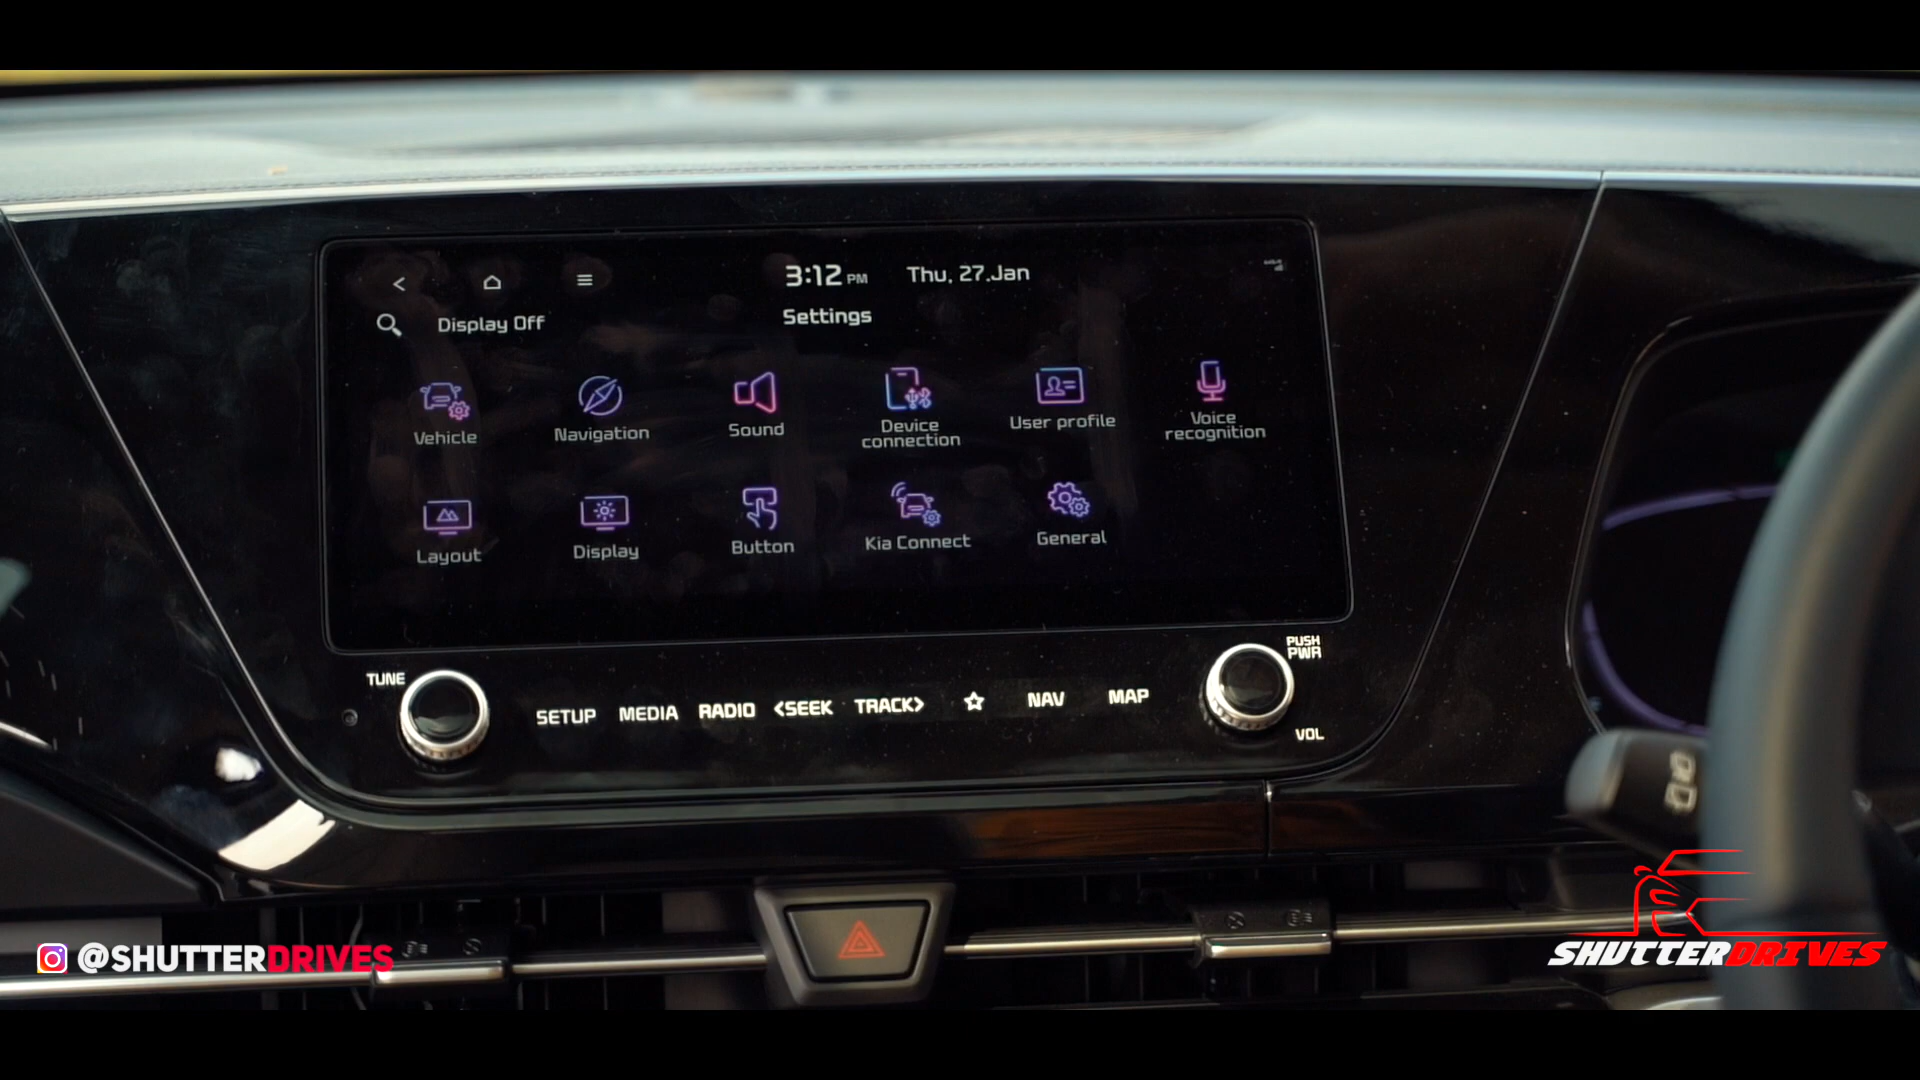 3:12 PM Thu, 27.Jan
Display Off
Settings
Vehicle
Navigation
Sound
Device
connection
User profile
Voice
recognition
Layout
Display
Button
Kia Connect
General
TUNE
SETUP
MEDIA
RADIO
<SEEK
TRACK>
NAV
MAP
PUSH
PWR
VOL
@SHUTTERDRIVES
SHUTTERDRIVES